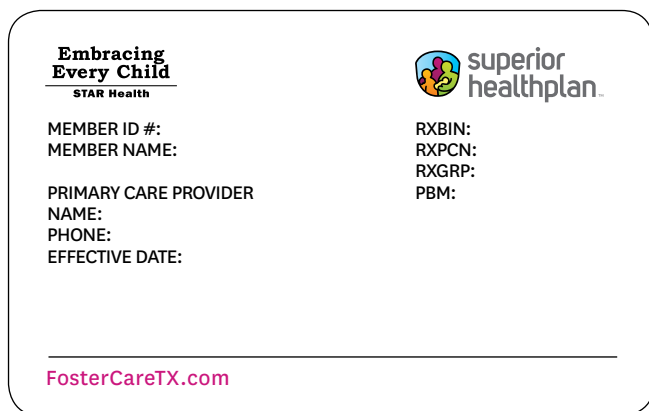 Embracing
Every Child
STAR Health
superior
healthplan™
MEMBER ID #:
MEMBER NAME:
PRIMARY CARE PROVIDER
NAME:
PHONE:
EFFECTIVE DATE:
RXBIN:
RXPCN:
RXGRP:
PBM:
FosterCareTX.com